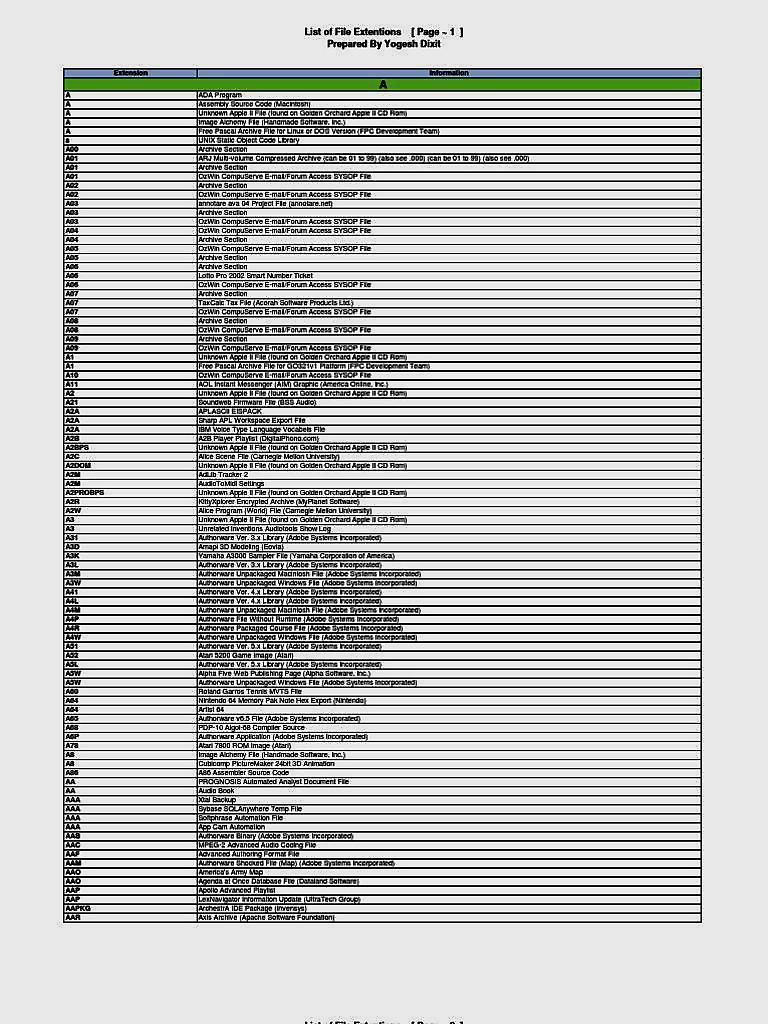 List of File Extentions [ Page ~ 1 ]
Prepared By Yogesh Dixit
Extension Information
A
A ADA Program
A Assembly Source Code (Macintosh)
A Unknown Apple II File (found on Golden Orchard Apple II CD Rom)
A Image Alchemy File (Handmade Software, Inc.)
A Free Pascal Archive File for Linux or DOS Version (FPC Development Team)
a UNIX Static Object Code Library
A00 Archive Section
A01 ARJ Multi-volume Compressed Archive (can be 01 to 99) (also see .000) (can be 01 to 99) (also see .000)
A01 Archive Section
A01 OzWin CompuServe E-mail/Forum Access SYSOP File
A02 Archive Section
A02 OzWin CompuServe E-mail/Forum Access SYSOP File
A03 annotare ava 04 Project File (annotare.net)
A03 Archive Section
A03 OzWin CompuServe E-mail/Forum Access SYSOP File
A04 OzWin CompuServe E-mail/Forum Access SYSOP File
A04 Archive Section
A05 OzWin CompuServe E-mail/Forum Access SYSOP File
A05 Archive Section
A06 Archive Section
A06 Lotto Pro 2002 Smart Number Ticket
A06 OzWin CompuServe E-mail/Forum Access SYSOP File
A07 Archive Section
A07 TaxCalc Tax File (Acorah Software Products Ltd.)
A07 OzWin CompuServe E-mail/Forum Access SYSOP File
A08 Archive Section
A08 OzWin CompuServe E-mail/Forum Access SYSOP File
A09 Archive Section
A09 OzWin CompuServe E-mail/Forum Access SYSOP File
A1 Unknown Apple II File (found on Golden Orchard Apple II CD Rom)
A1 Free Pascal Archive File for GO321v1 Platform (FPC Development Team)
A10 OzWin CompuServe E-mail/Forum Access SYSOP File
A11 AOL Instant Messenger (AIM) Graphic (America Online, Inc.)
A2 Unknown Apple II File (found on Golden Orchard Apple II CD Rom)
A21 Soundweb Firmware File (BSS Audio)
A2A APLASCII EISPACK
A2A Sharp APL Workspace Export File
A2A IBM Voice Type Language Vocabels File
A2B A2B Player Playlist (DigitalPhono.com)
A2BPS Unknown Apple II File (found on Golden Orchard Apple II CD Rom)
A2C Alice Scene File (Carnegie Mellon University)
A2DOM Unknown Apple II File (found on Golden Orchard Apple II CD Rom)
A2M AdLib Tracker 2
A2M AudioToMidi Settings
A2PROBPS Unknown Apple II File (found on Golden Orchard Apple II CD Rom)
A2R KittyXplorer Encrypted Archive (MyPlanet Software)
A2W Alice Program (World) File (Carnegie Mellon University)
A3 Unknown Apple II File (found on Golden Orchard Apple II CD Rom)
A3 Unrelated Inventions Audiotools Show Log
A31 Authorware Ver. 3.x Library (Adobe Systems Incorporated)
A3D Amapi 3D Modeling (Eovia)
A3K Yamaha A3000 Sampler File (Yamaha Corporation of America)
A3L Authorware Ver. 3.x Library (Adobe Systems Incorporated)
A3M Authorware Unpackaged Macintosh File (Adobe Systems Incorporated)
A3W Authorware Unpackaged Windows File (Adobe Systems Incorporated)
A41 Authorware Ver. 4.x Library (Adobe Systems Incorporated)
A4L Authorware Ver. 4.x Library (Adobe Systems Incorporated)
A4M Authorware Unpackaged Macintosh File (Adobe Systems Incorporated)
A4P Authorware File Without Runtime (Adobe Systems Incorporated)
A4R Authorware Packaged Course File (Adobe Systems Incorporated)
A4W Authorware Unpackaged Windows File (Adobe Systems Incorporated)
A51 Authorware Ver. 5.x Library (Adobe Systems Incorporated)
A52 Atari 5200 Game Image (Atari)
A5L Authorware Ver. 5.x Library (Adobe Systems Incorporated)
A5W Alpha Five Web Publishing Page (Alpha Software, Inc.)
A5W Authorware Unpackaged Windows File (Adobe Systems Incorporated)
A60 Roland Garros Tennis MVTS File
A64 Nintendo 64 Memory Pak Note Hex Export (Nintendo)
A64 Artist 64
A65 Authorware v6.5 File (Adobe Systems Incorporated)
A68 PDP-10 Algol-68 Compiler Source
A6P Authorware Application (Adobe Systems Incorporated)
A78 Atari 7800 ROM Image (Atari)
A8 Image Alchemy File (Handmade Software, Inc.)
A8 Cubicomp PictureMaker 24bit 3D Animation
A86 A86 Assembler Source Code
AA PROGNOSIS Automated Analyst Document File
AA Audio Book
AAA Xtal Backup
AAA Sybase SQLAnywhere Temp File
AAA Softphrase Automation File
AAA App Cam Automation
AAB Authorware Binary (Adobe Systems Incorporated)
AAC MPEG-2 Advanced Audio Coding File
AAF Advanced Authoring Format File
AAM Authorware Shocked File (Map) (Adobe Systems Incorporated)
AAO America's Army Map
AAO Agenda at Once Database File (Dataland Software)
AAP Apollo Advanced Playlist
AAP LexNavigator Information Update (UltraTech Group)
AAPKG ArchestrA IDE Package (Invensys)
AAR Axis Archive (Apache Software Foundation)